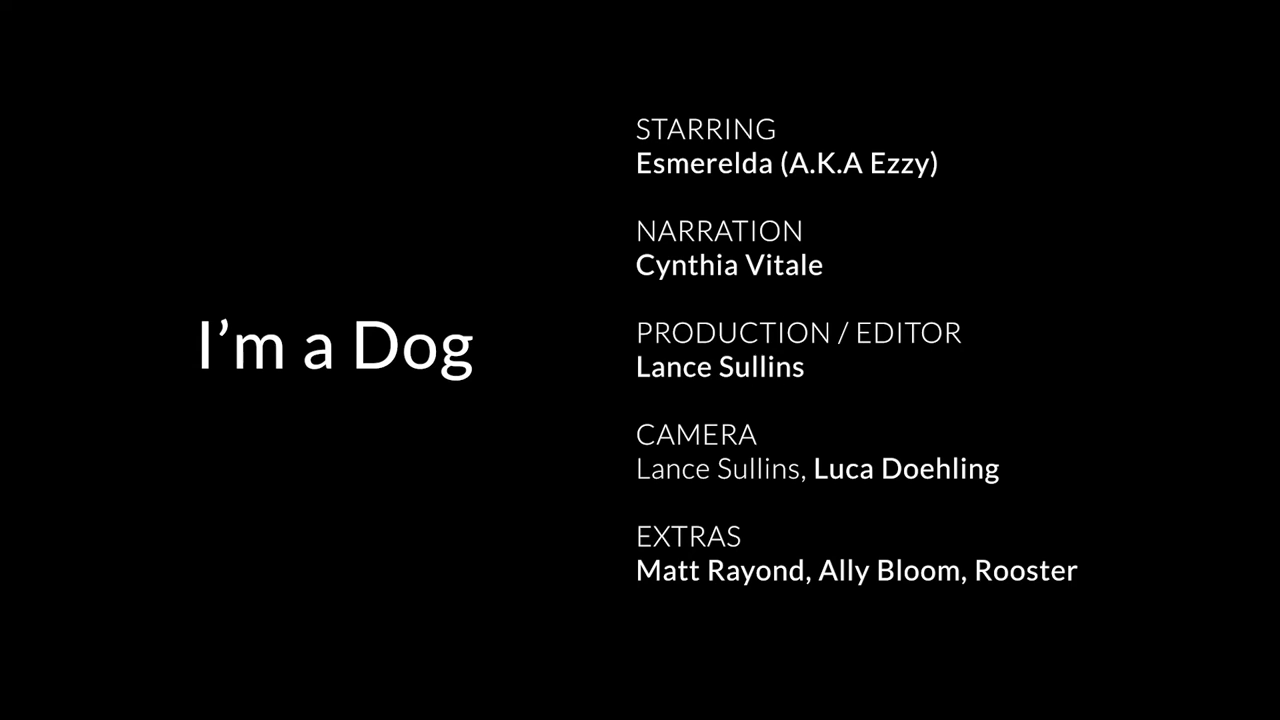 I’m a Dog
STARRING
Esmerelda (A.K.A Ezzy)
NARRATION
Cynthia Vitale
PRODUCTION / EDITOR
Lance Sullins
CAMERA
Lance Sullins, Luca Doehling
EXTRAS
Matt Rayond, Ally Bloom, Rooster